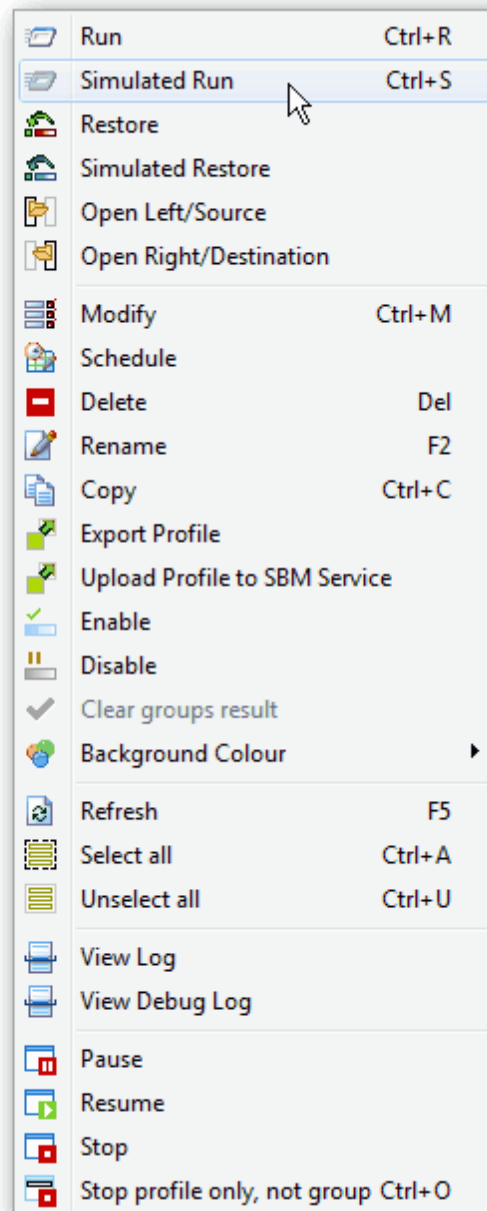 Run Ctrl+R
Simulated Run Ctrl+S
Restore
Simulated Restore
Open Left/Source
Open Right/Destination
Modify Ctrl+M
Schedule
Delete Del
Rename F2
Copy Ctrl+C
Export Profile
Upload Profile to SBM Service
Enable
Disable
Clear groups result
Background Colour
Refresh F5
Select all Ctrl+A
Unselect all Ctrl+U
View Log
View Debug Log
Pause
Resume
Stop
Stop profile only, not group Ctrl+O